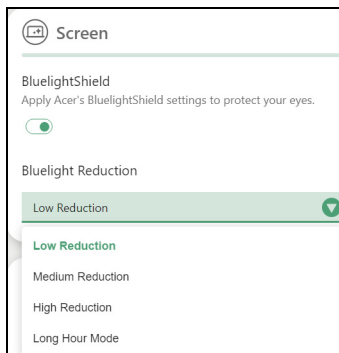 Screen
BluelightShield
Apply Acer's BluelightShield settings to protect your eyes.
Bluelight Reduction
Low Reduction
Low Reduction
Medium Reduction
High Reduction
Long Hour Mode